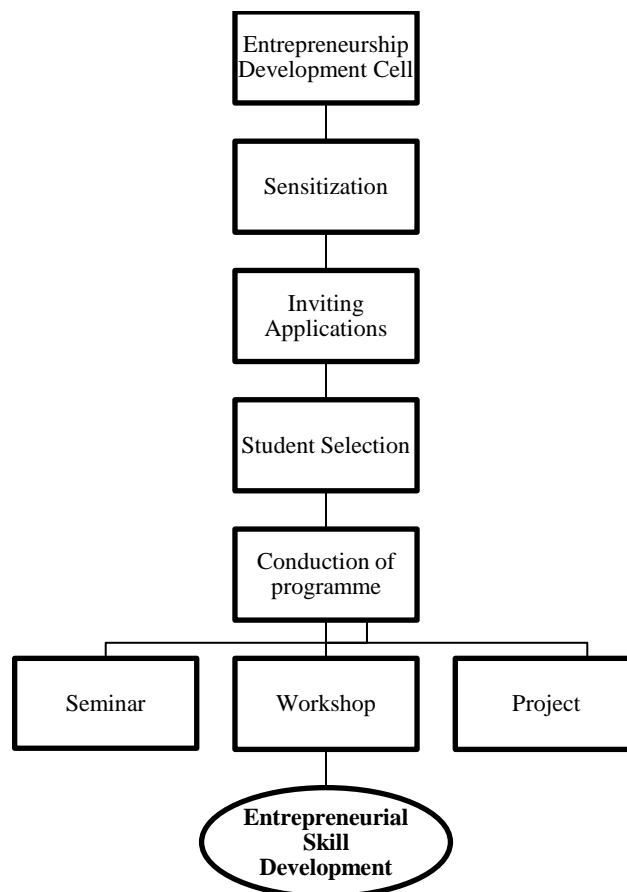 Entrepreneurship
Development Cell
Sensitization
Inviting
Applications
Student Selection
Conduction of
programme
Seminar
Workshop
Project
Entrepreneurial
Skill
Development